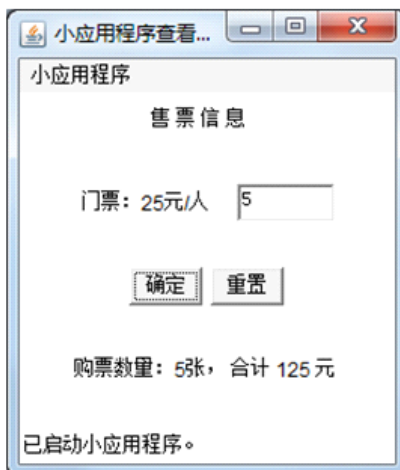 小应用程序查看...
小应用程序
售票信息
门票：25元/人 5
确定 重置
购票数量：5张，合计 125 元
已启动小应用程序。